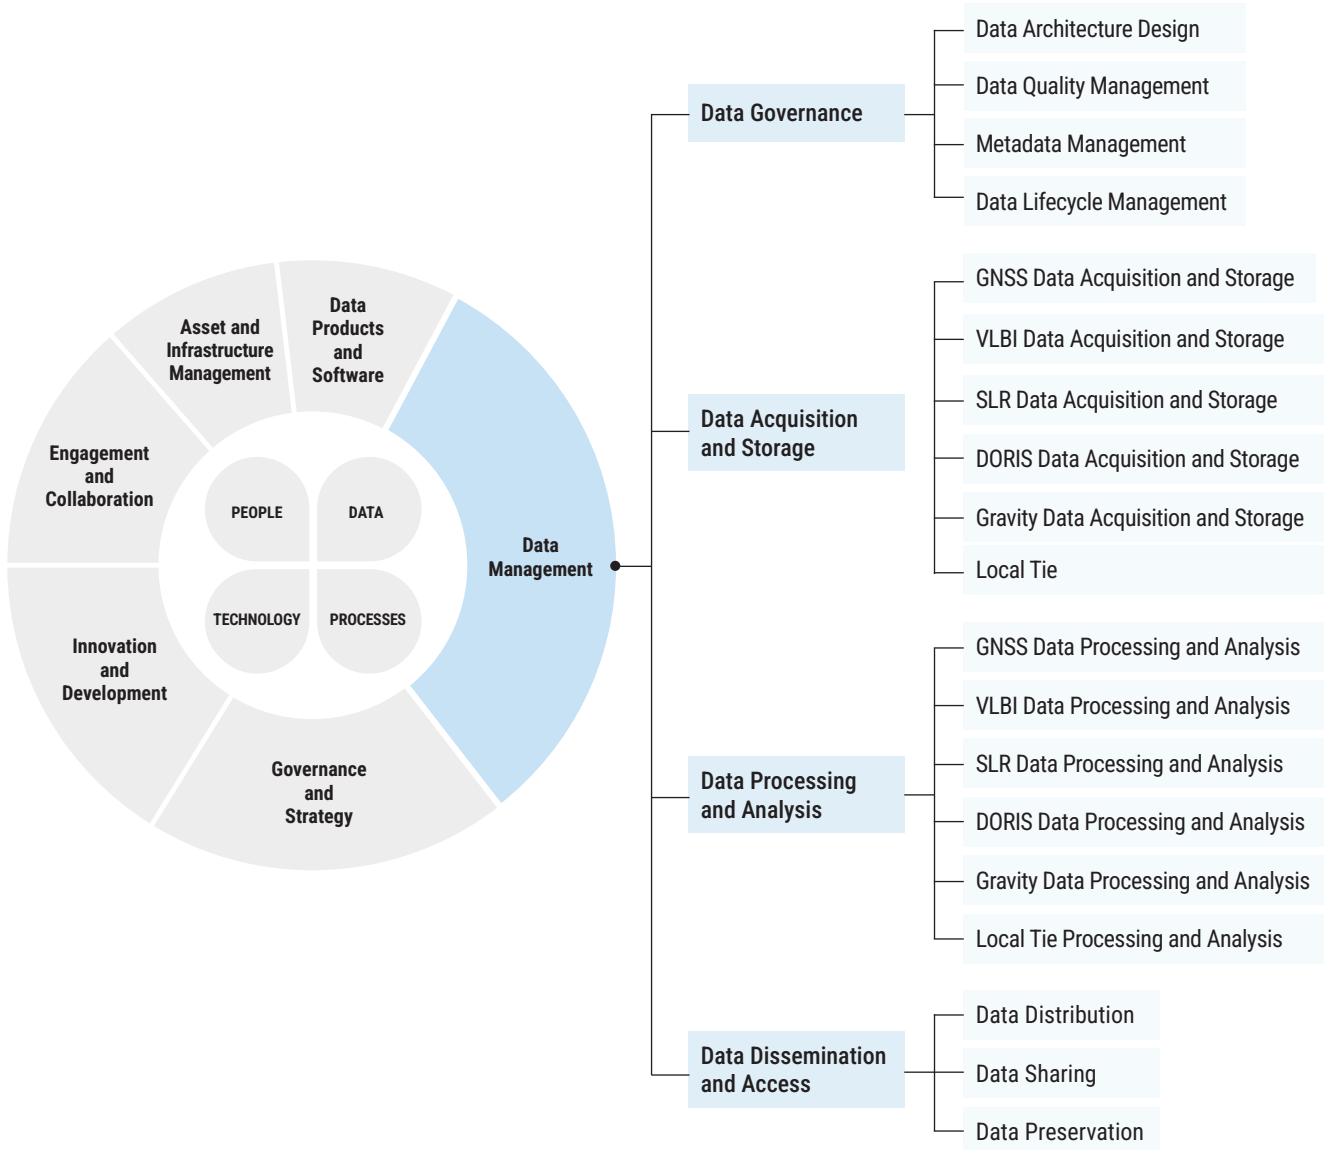 Data
Products
and
Software
Asset and
Infrastructure
Management
Engagement
and
Collaboration
Innovation
and
Development
Governance
and
Strategy
Data
Management
PEOPLE
DATA
TECHNOLOGY
PROCESSES
Data Governance
Data Architecture Design
Data Quality Management
Metadata Management
Data Lifecycle Management
Data Acquisition
and Storage
GNSS Data Acquisition and Storage
VLBI Data Acquisition and Storage
SLR Data Acquisition and Storage
DORIS Data Acquisition and Storage
Gravity Data Acquisition and Storage
Local Tie
Data Processing
and Analysis
GNSS Data Processing and Analysis
VLBI Data Processing and Analysis
SLR Data Processing and Analysis
DORIS Data Processing and Analysis
Gravity Data Processing and Analysis
Local Tie Processing and Analysis
Data Dissemination
and Access
Data Distribution
Data Sharing
Data Preservation